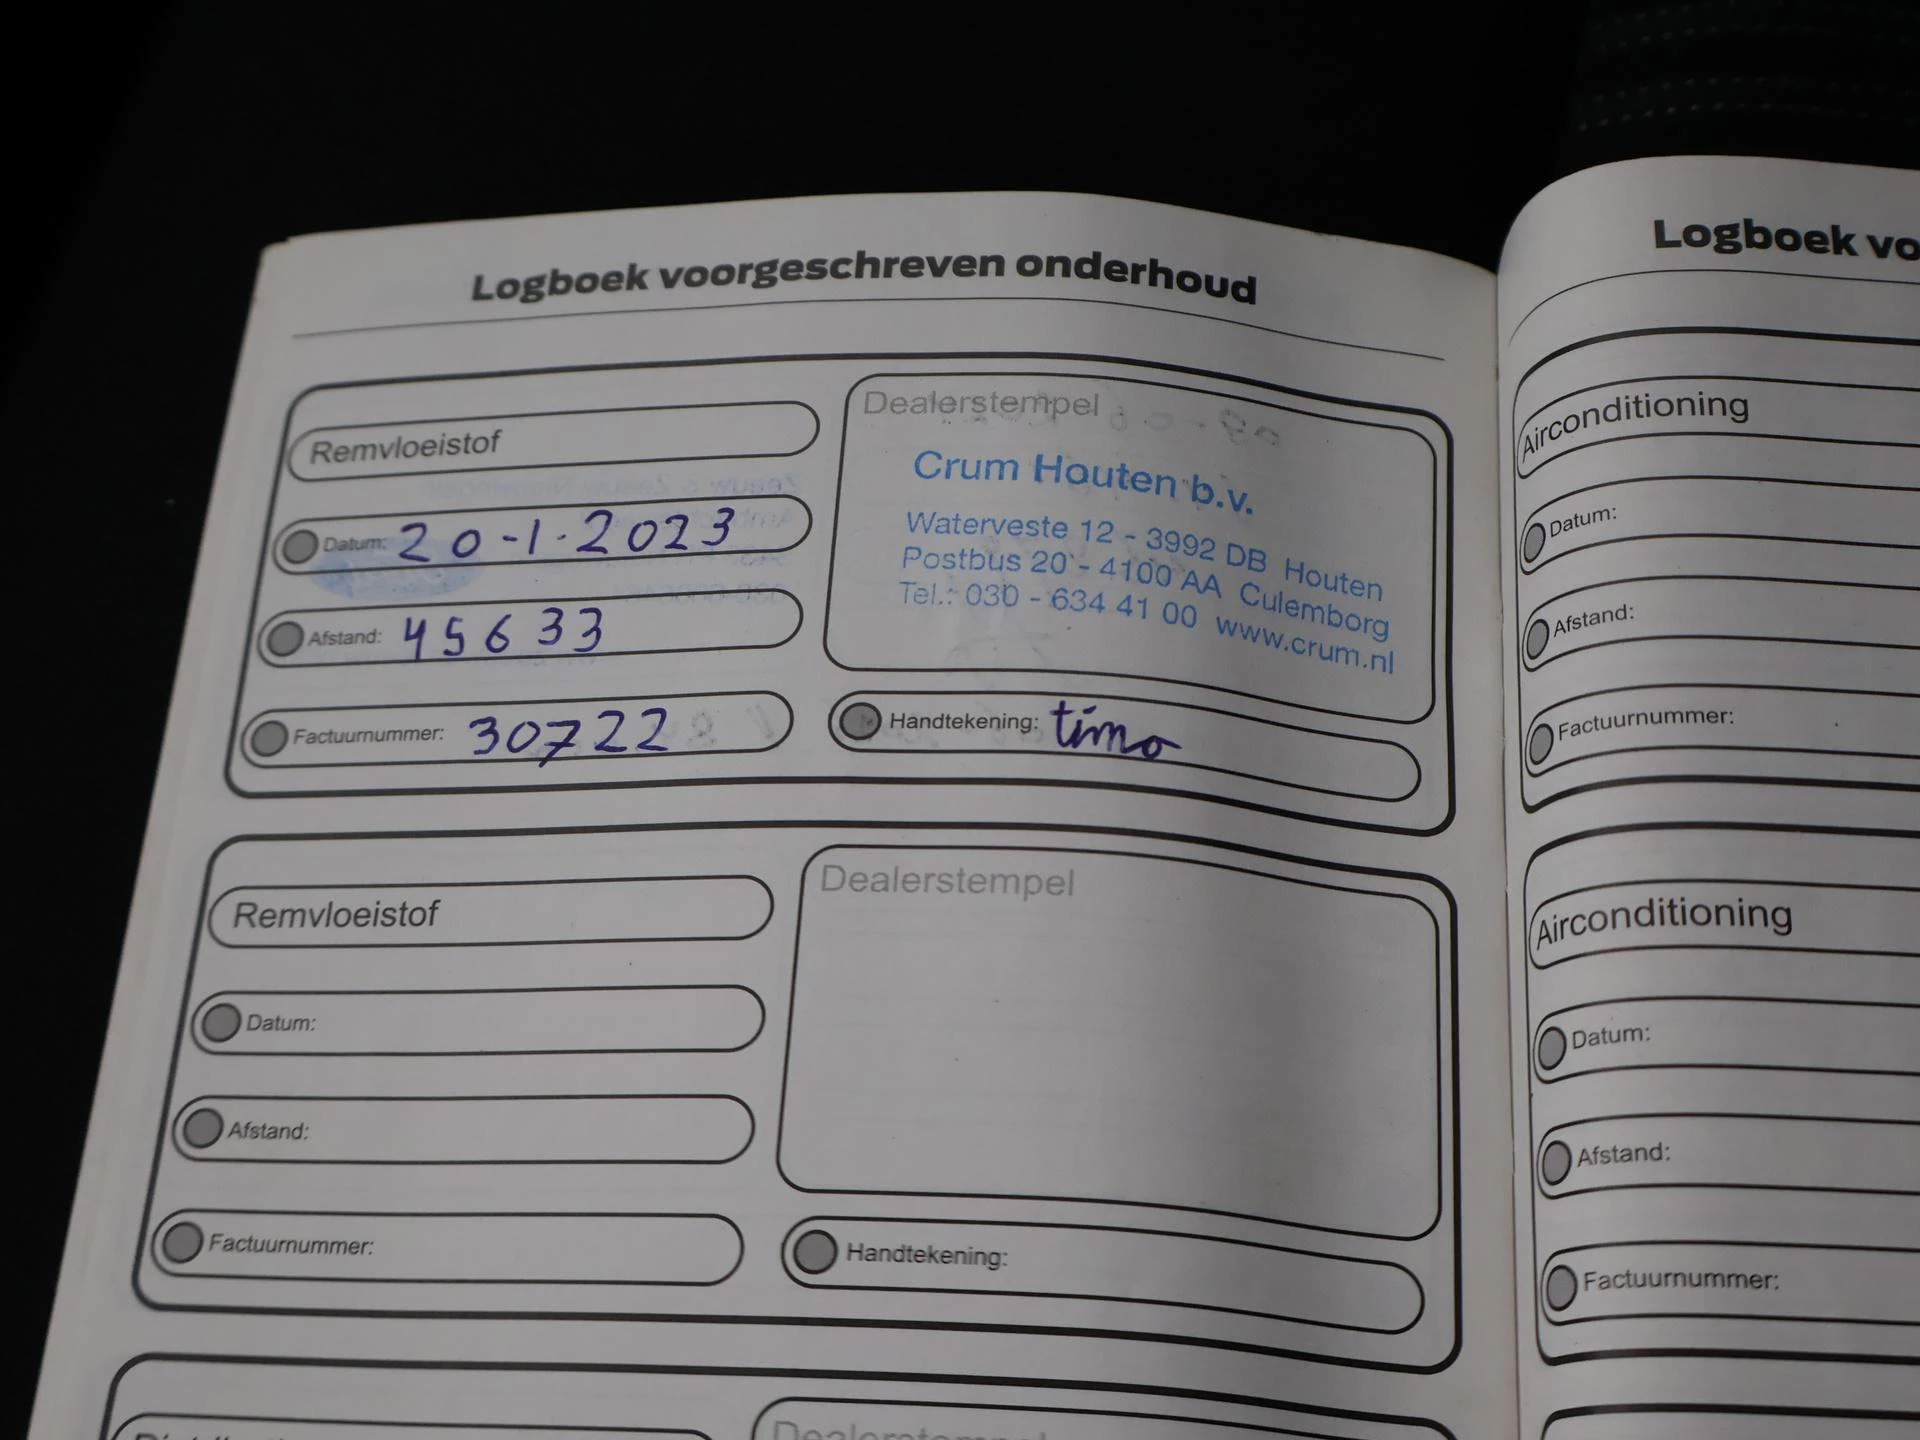 Logboek voorgeschreven onderhoud
Remvloeistof
Datum: 20-1-2023
Afstand: 45633
Factuurnummer: 30722
Dealerstempel
Crum Houten b.v.
Waterveste 12 - 3992 DB Houten
Postbus 20 - 4100 AA Culemborg
Tel.: 030 - 634 41 00 www.crum.nl
Handtekening: timo
Remvloeistof
Datum:
Afstand:
Factuurnummer:
Dealerstempel
Handtekening:
Dealerstempel
Logboek vo
Airconditioning
Datum:
Afstand:
Factuurnummer:
Airconditioning
Datum:
Afstand:
Factuurnummer: